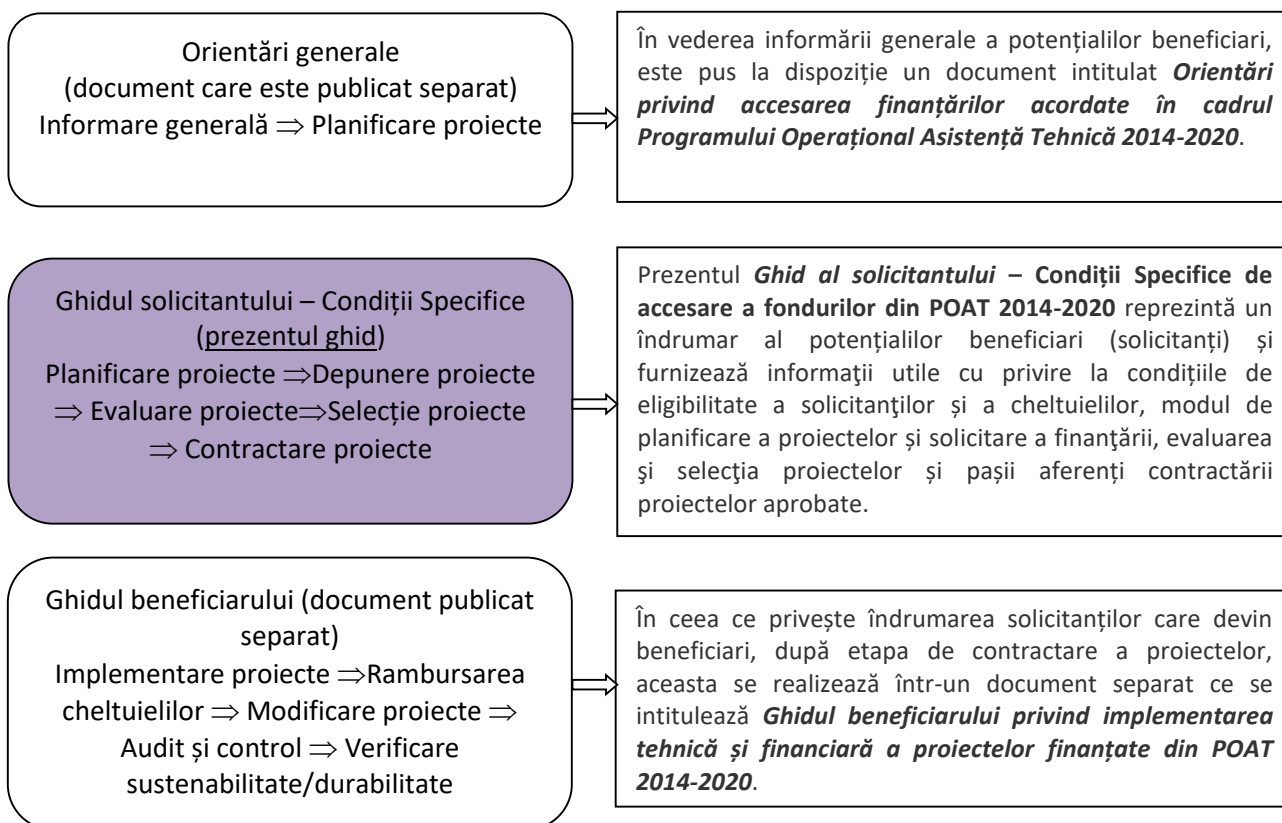 Orientări generale
(document care este publicat separat)
Informare generală ⇒ Planificare proiecte
În vederea informării generale a potențialilor beneficiari,
este pus la dispoziție un document intitulat Orientări
privind accesarea finanțărilor acordate în cadrul
Programului Operațional Asistență Tehnică 2014-2020.
Ghidul solicitantului – Condiții Specifice
(prezentul ghid)
Planificare proiecte ⇒Depunere proiecte
⇒ Evaluare proiecte⇒Selecție proiecte
⇒ Contractare proiecte
Prezentul Ghid al solicitantului – Condiții Specifice de
accesare a fondurilor din POAT 2014-2020 reprezintă un
îndrumar al potențialilor beneficiari (solicitanți) și
furnizează informaţii utile cu privire la condițiile de
eligibilitate a solicitanţilor și a cheltuielilor, modul de
planificare a proiectelor și solicitare a finanţării, evaluarea
şi selecţia proiectelor și pașii aferenți contractării
proiectelor aprobate.
Ghidul beneficiarului (document publicat
separat)
Implementare proiecte ⇒Rambursarea
cheltuielilor ⇒ Modificare proiecte ⇒
Audit și control ⇒ Verificare
sustenabilitate/durabilitate
În ceea ce privește îndrumarea solicitanților care devin
beneficiari, după etapa de contractare a proiectelor,
aceasta se realizează într-un document separat ce se
intitulează Ghidul beneficiarului privind implementarea
tehnică și financiară a proiectelor finanțate din POAT
2014-2020.